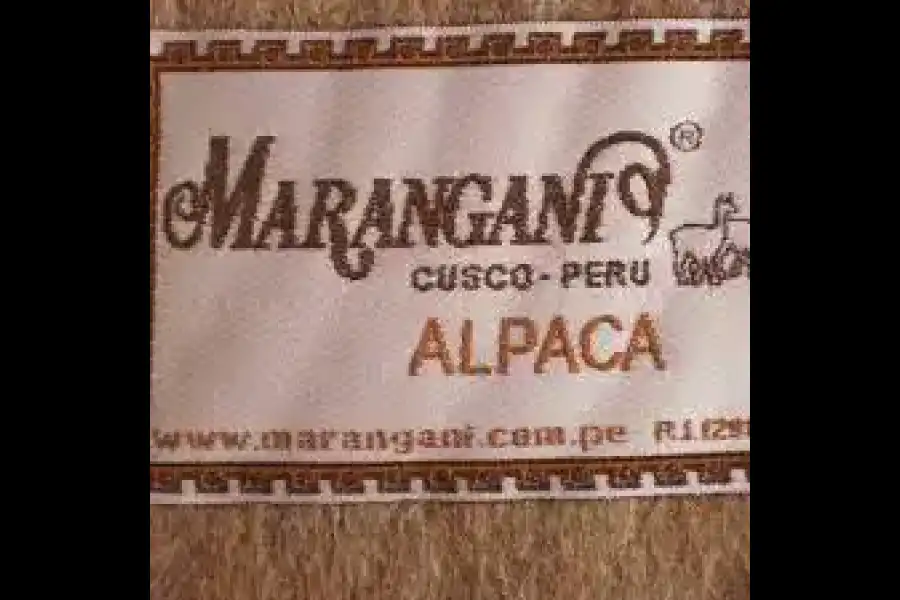 MARANGANI ®
CUSCO - PERU
ALPACA
www.marangani.com.pe